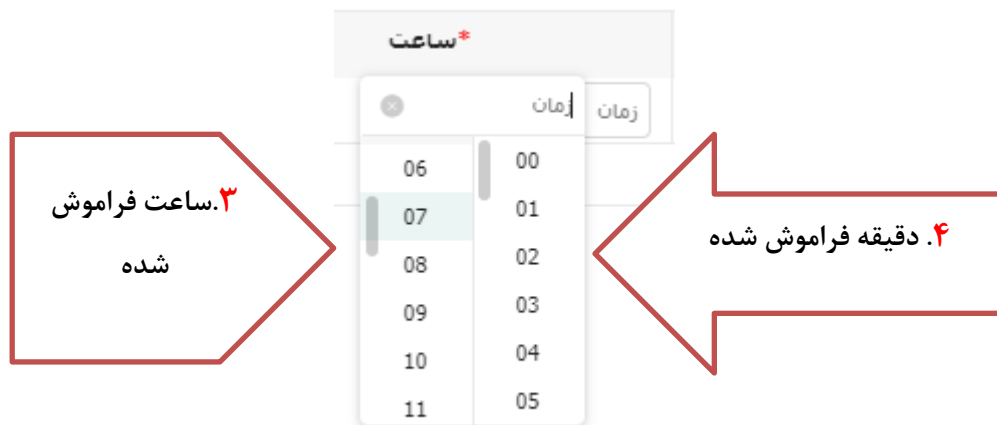 *ساعت
زمان
زمان
06
07
08
09
10
11
00
01
02
03
04
05
۳.ساعت فراموش
شده
۴. دقیقه فراموش شده